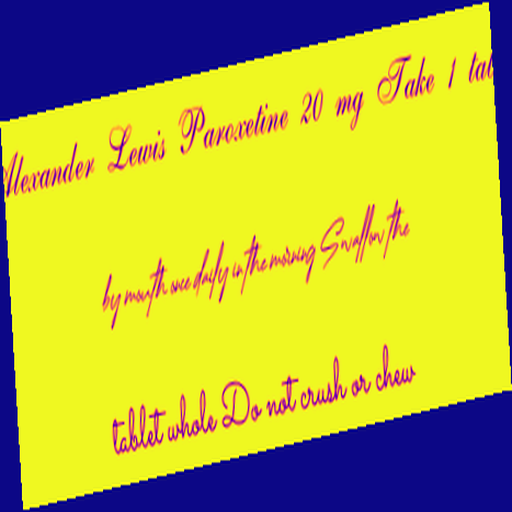 Alexander Lewis Paroxetine 20 mg Take 1 tab
by mouth once daily in the morning Swallow the
tablet whole Do not crush or chew